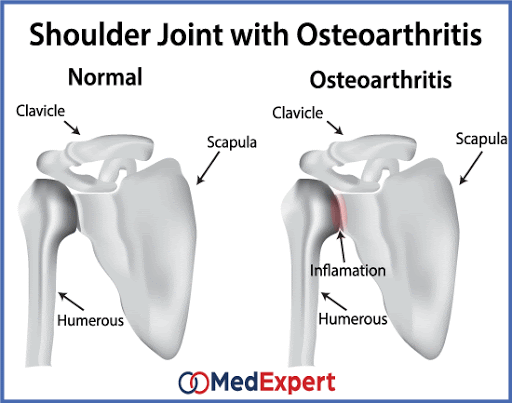 Shoulder Joint with Osteoarthritis
Normal
Osteoarthritis
Clavicle
Scapula
Humerous
Clavicle
Scapula
Inflamation
Humerous
MedExpert